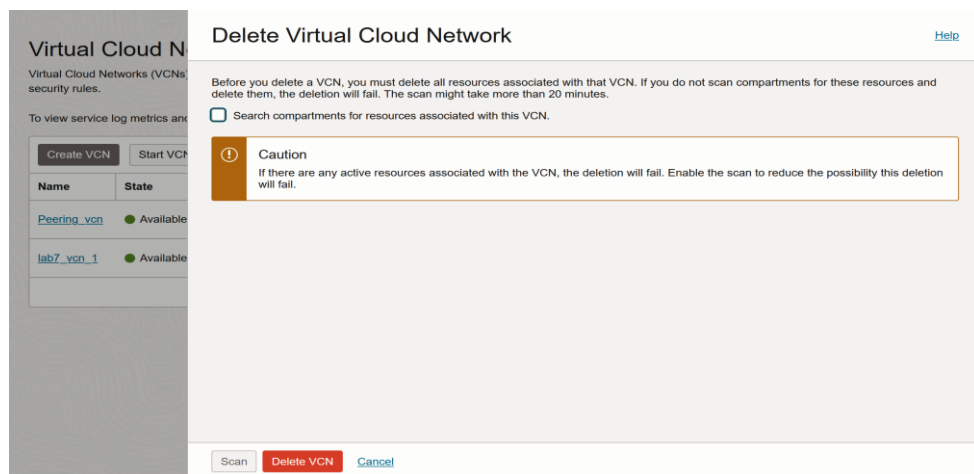 Virtual Cloud N
Virtual Cloud Networks (VCNs)
security rules.
To view service log metrics and
Create VCN
Start VCN
Name
State
Peering_vcn
Available
lab7_vcn_1
Available
Delete Virtual Cloud Network
Help
Before you delete a VCN, you must delete all resources associated with that VCN. If you do not scan compartments for these resources and
delete them, the deletion will fail. The scan might take more than 20 minutes.
Search compartments for resources associated with this VCN.
Caution
If there are any active resources associated with the VCN, the deletion will fail. Enable the scan to reduce the possibility this deletion
will fail.
Scan
Delete VCN
Cancel